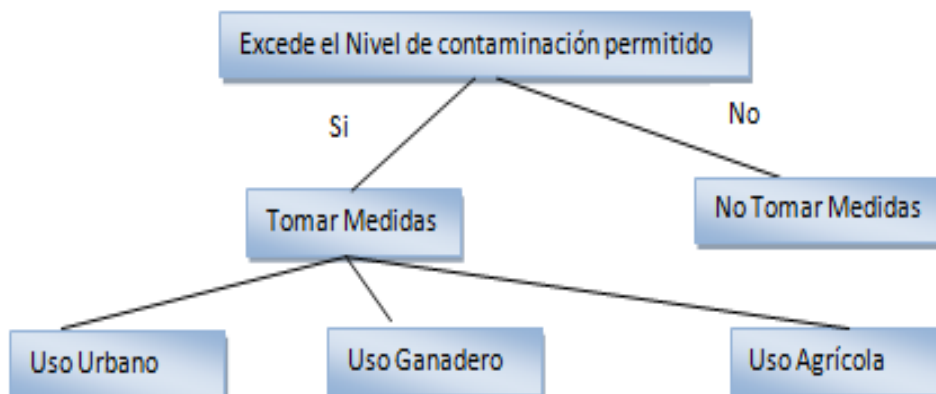 Excede el Nivel de contaminación permitido
Si
No
Tomar Medidas
No Tomar Medidas
Uso Urbano
Uso Ganadero
Uso Agrícola